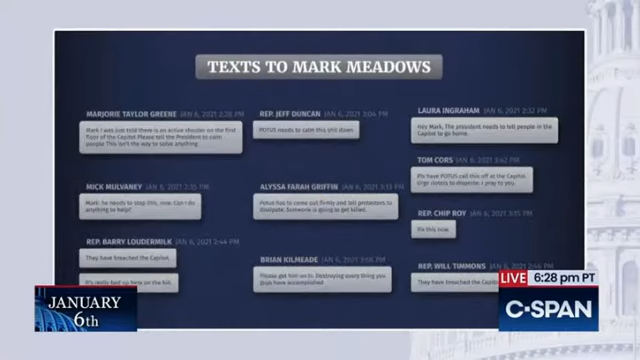 TEXTS TO MARK MEADOWS
MARJORIE TAYLOR GREENE JAN 6, 2021 2:28 PM
Mark I was just told there is an active shooter on the first
floor of the Capitol Please tell the President to calm
people This isn't the way to solve anything
REP. JEFF DUNCAN JAN 6, 2021 3:04 PM
POTUS needs to calm this shit down
LAURA INGRAHAM JAN 6, 2021 2:32 PM
Hey Mark, The president needs to tell people in the
Capitol to go home.
MICK MULVANEY JAN 6, 2021 2:35 PM
Mark: he needs to stop this, now. Can I do
anything to help?
ALYSSA FARAH GRIFFIN JAN 6, 2021 3:13 PM
Potus has to come out firmly and tell protestors to
dissipate. Someone is going to get killed.
TOM CORS JAN 6, 2021 3:42 PM
Pls have POTUS call this off at the Capitol.
Urge rioters to disperse. I pray to you.
REP. CHIP ROY JAN 6, 2021
Fix this now.
REP. BARRY LOUDERMILK JAN 6, 2021 2:44 PM
They have breached the Capitol.
It's really bad up here on the hill.
BRIAN KILMEADE JAN 6, 2021
Please get him on tv. Destroying every thing you
guys have accomplished
REP. WILL TIMMONS JAN 6, 2021 2:46 PM
They have breached the Capitol
LIVE 6:28 pm PT
C-SPAN
JANUARY
6th